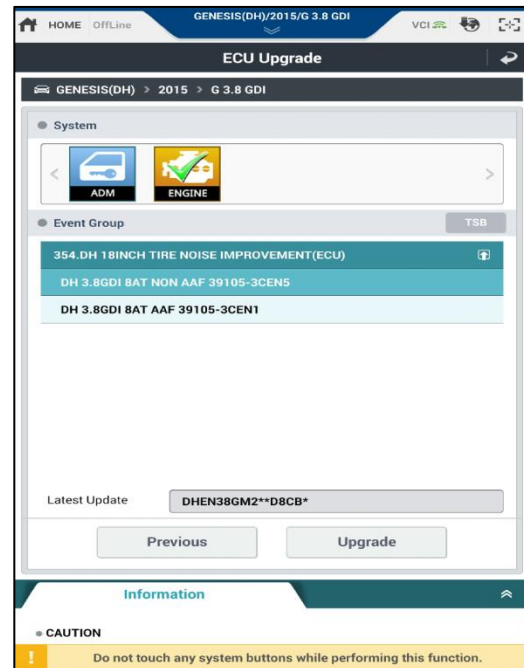 GENESIS(DH)/2015/G 3.8 GDI
HOME OffLine VCI
ECU Upgrade
GENESIS(DH) > 2015 > G 3.8 GDI
System
< ADM ENGINE >
Event Group TSB
354.DH 18INCH TIRE NOISE IMPROVEMENT(ECU)
DH 3.8GDI 8AT NON AAF 39105-3CEN5
DH 3.8GDI 8AT AAF 39105-3CEN1
Latest Update DHEN38GM2**D8CB*
Previous Upgrade
Information
CAUTION
! Do not touch any system buttons while performing this function.